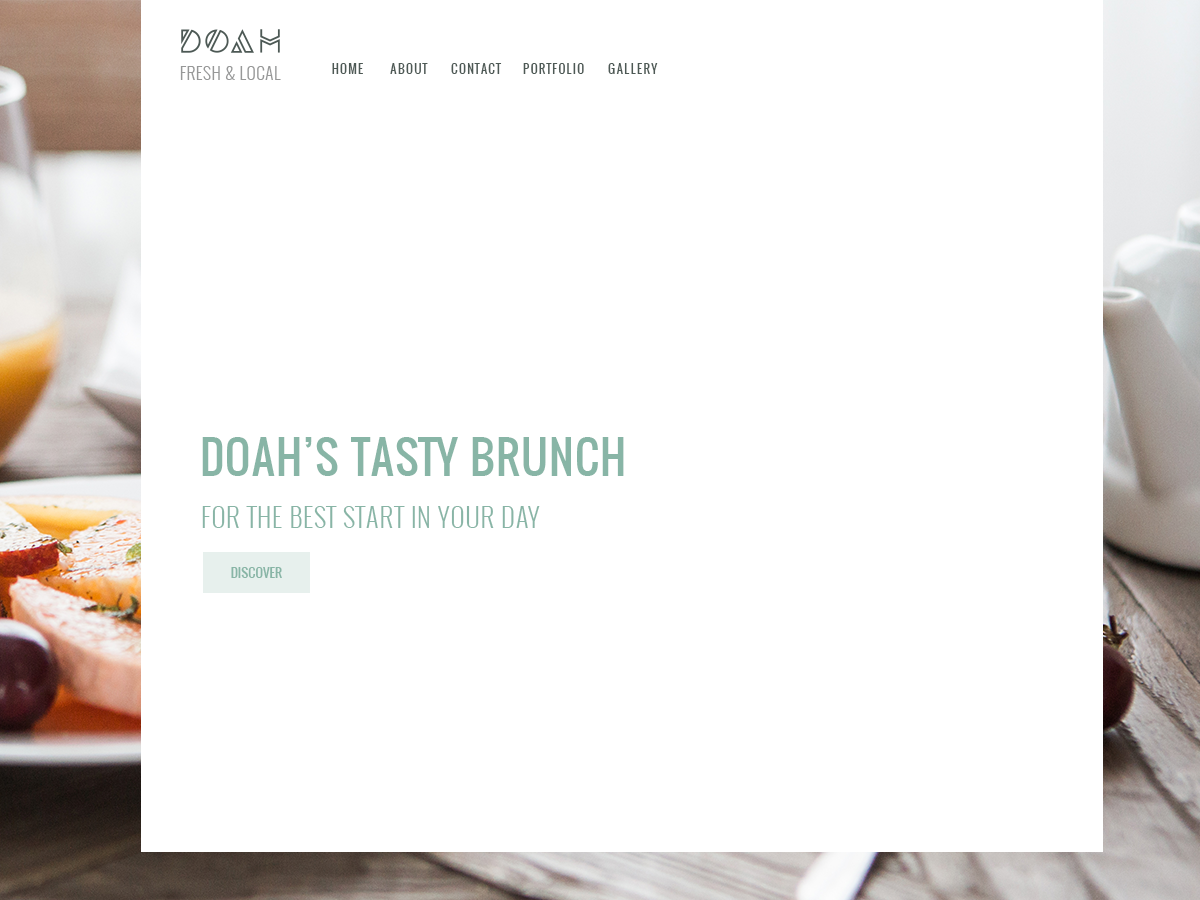 DOAH
FRESH & LOCAL
HOME ABOUT CONTACT PORTFOLIO GALLERY
DOAH’S TASTY BRUNCH
FOR THE BEST START IN YOUR DAY
DISCOVER